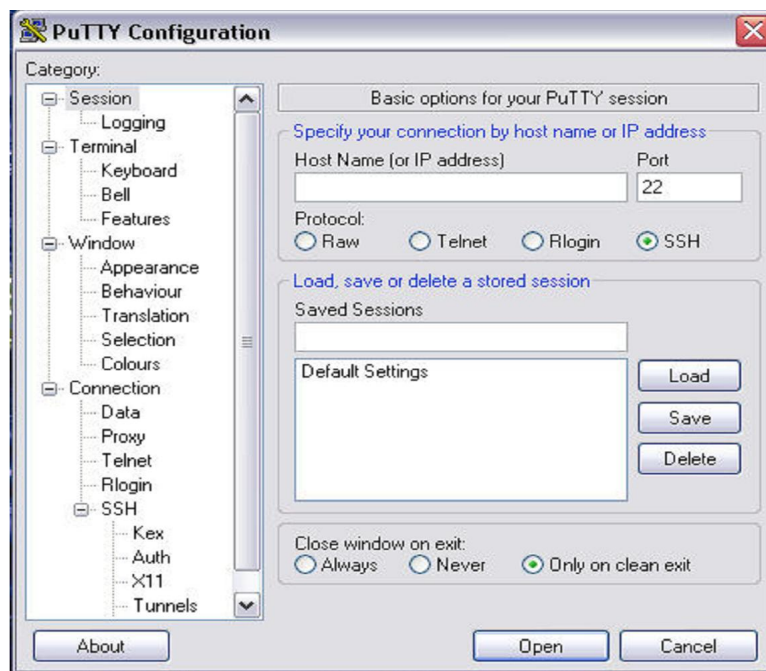 PuTTY Configuration
Category:
Session
Logging
Terminal
Keyboard
Bell
Features
Window
Appearance
Behaviour
Translation
Selection
Colours
Connection
Data
Proxy
Telnet
Rlogin
SSH
Kex
Auth
X11
Tunnels
Basic options for your PuTTY session
Specify your connection by host name or IP address
Host Name (or IP address) Port
22
Protocol:
Raw Telnet Rlogin SSH
Load, save or delete a stored session
Saved Sessions
Default Settings
Load
Save
Delete
Close window on exit:
Always Never Only on clean exit
About Open Cancel